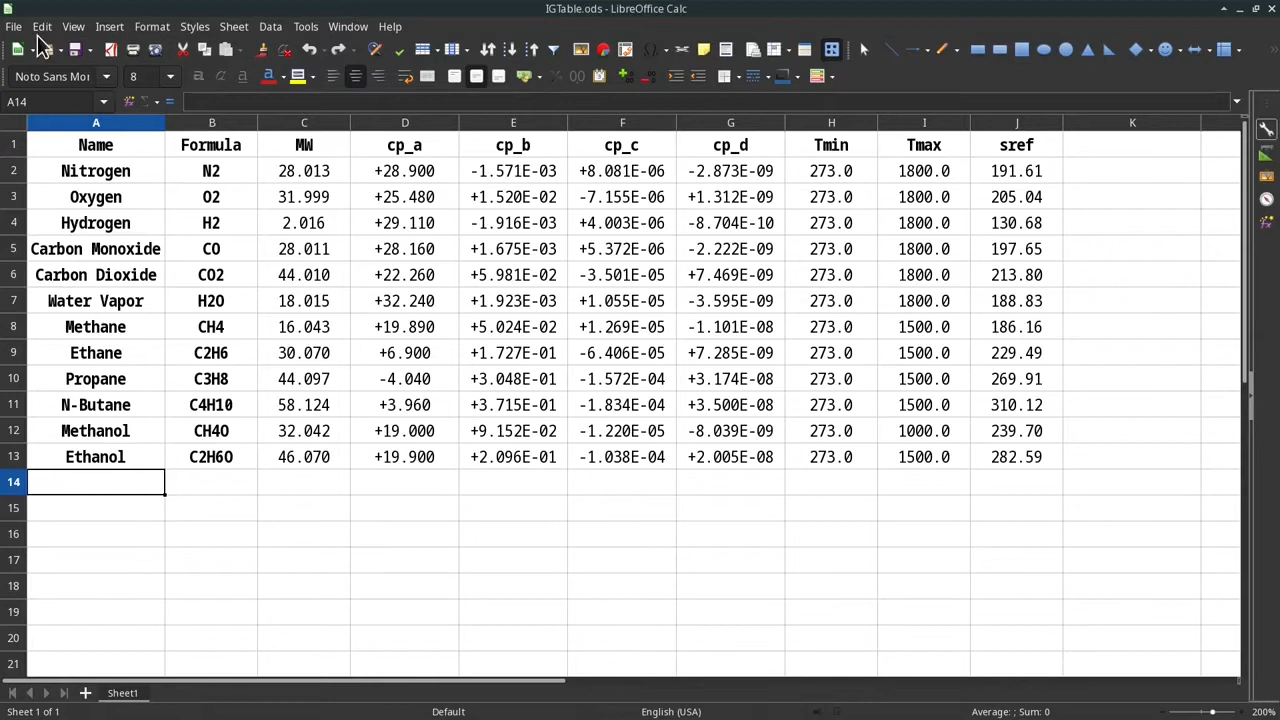 IGTable.ods - LibreOffice Calc
File Edit View Insert Format Styles Sheet Data Tools Window Help
Noto Sans Mo: 8
A14
A B C D E F G H I J K
1 Name Formula MW cp_a cp_b cp_c cp_d Tmin Tmax sref
2 Nitrogen N2 28.013 +28.900 -1.571E-03 +8.081E-06 -2.873E-09 273.0 1800.0 191.61
3 Oxygen O2 31.999 +25.480 +1.520E-02 -7.155E-06 +1.312E-09 273.0 1800.0 205.04
4 Hydrogen H2 2.016 +29.110 -1.916E-03 +4.003E-06 -8.704E-10 273.0 1800.0 130.68
5 Carbon Monoxide CO 28.011 +28.160 +1.675E-03 +5.372E-06 -2.222E-09 273.0 1800.0 197.65
6 Carbon Dioxide CO2 44.010 +22.260 +5.981E-02 -3.501E-05 +7.469E-09 273.0 1800.0 213.80
7 Water Vapor H2O 18.015 +32.240 +1.923E-03 +1.055E-05 -3.595E-09 273.0 1800.0 188.83
8 Methane CH4 16.043 +19.890 +5.024E-02 +1.269E-05 -1.101E-08 273.0 1500.0 186.16
9 Ethane C2H6 30.070 +6.900 +1.727E-01 -6.406E-05 +7.285E-09 273.0 1500.0 229.49
10 Propane C3H8 44.097 -4.040 +3.048E-01 -1.572E-04 +3.174E-08 273.0 1500.0 269.91
11 N-Butane C4H10 58.124 +3.960 +3.715E-01 -1.834E-04 +3.500E-08 273.0 1500.0 310.12
12 Methanol CH4O 32.042 +19.000 +9.152E-02 -1.220E-05 -8.039E-09 273.0 1000.0 239.70
13 Ethanol C2H6O 46.070 +19.900 +2.096E-01 -1.038E-04 +2.005E-08 273.0 1500.0 282.59
14
15
16
17
18
19
20
21
Sheet1
Sheet 1 of 1 Default English (USA) Average: ; Sum: 0 200%